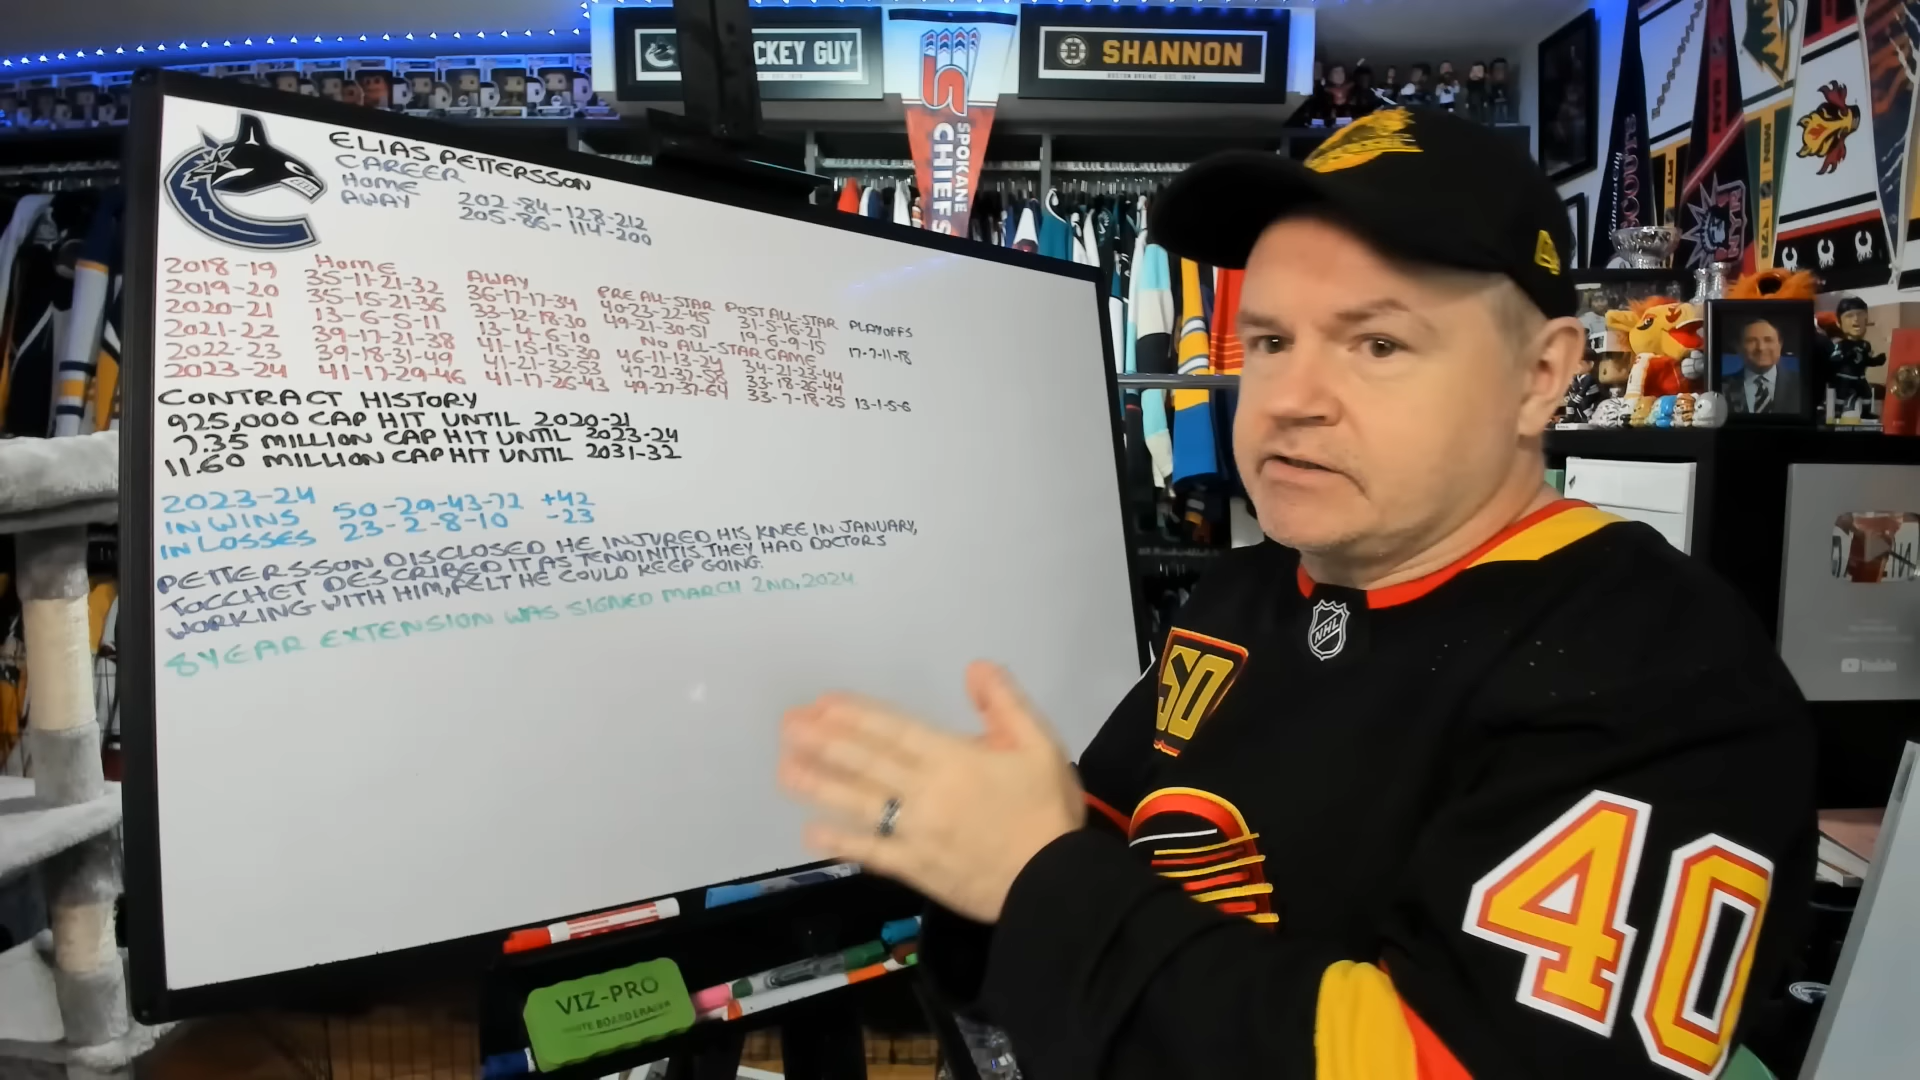 CKEY GUY
SHANNON
SPOKANE CHIEFS
ELIAS PETTERSSON
CAREER
HOME 202-84-128-212
AWAY 205-86-114-200
HOME AWAY PRE ALL-STAR POST ALL-STAR PLAYOFFS
2018-19 35-11-21-32 36-17-17-34 40-23-22-45 31-5-16-21
2019-20 35-15-21-36 33-12-18-30 49-21-30-51 19-6-9-15 17-7-11-18
2020-21 13-6-5-11 13-4-6-10 NO ALL-STAR GAME
2021-22 39-17-21-38 41-15-15-30 46-11-13-24 34-21-23-44
2022-23 39-18-31-49 41-21-32-53 47-21-37-58 33-18-26-44
2023-24 41-17-29-46 41-17-26-43 49-27-37-64 33-7-18-25 13-1-5-6
CONTRACT HISTORY
925,000 CAP HIT UNTIL 2020-21
7.35 MILLION CAP HIT UNTIL 2023-24
11.60 MILLION CAP HIT UNTIL 2031-32
2023-24
IN WINS 50-29-43-72 +42
IN LOSSES 23-2-8-10 -23
PETTERSSON DISCLOSED HE INJURED HIS KNEE IN JANUARY,
TOCCHET DESCRIBED IT AS TENDINITIS. THEY HAD DOCTORS
WORKING WITH HIM, FELT HE COULD KEEP GOING.
8 YEAR EXTENSION WAS SIGNED MARCH 2ND, 2024
VIZ-PRO
WHITE BOARD ERASER
NHL
50
40
YouTube
NYR
MIN